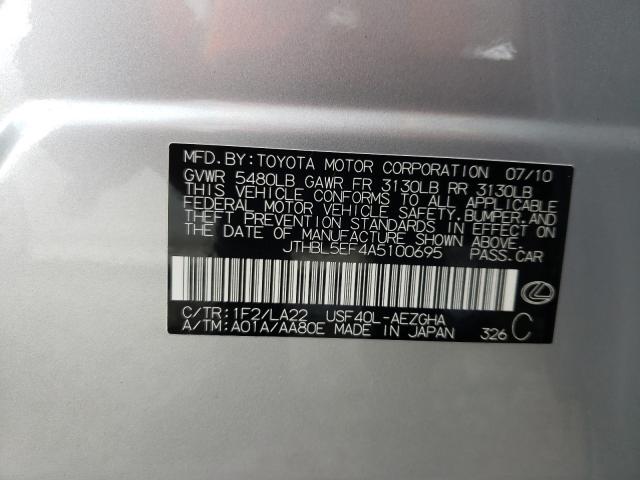 MFD. BY: TOYOTA MOTOR CORPORATION 07/10
GVWR 5480LB GAWR FR 3130LB RR 3130LB
THIS VEHICLE CONFORMS TO ALL APPLICABLE
FEDERAL MOTOR VEHICLE SAFETY, BUMPER, AND
THEFT PREVENTION STANDARDS IN EFFECT ON
THE DATE OF MANUFACTURE SHOWN ABOVE.
JTHBL5EF4A5100695 PASS. CAR
C/TR: 1F2/LA22 USF40L-AEZGHA
A/TM: A01A/AA80E MADE IN JAPAN 326 C